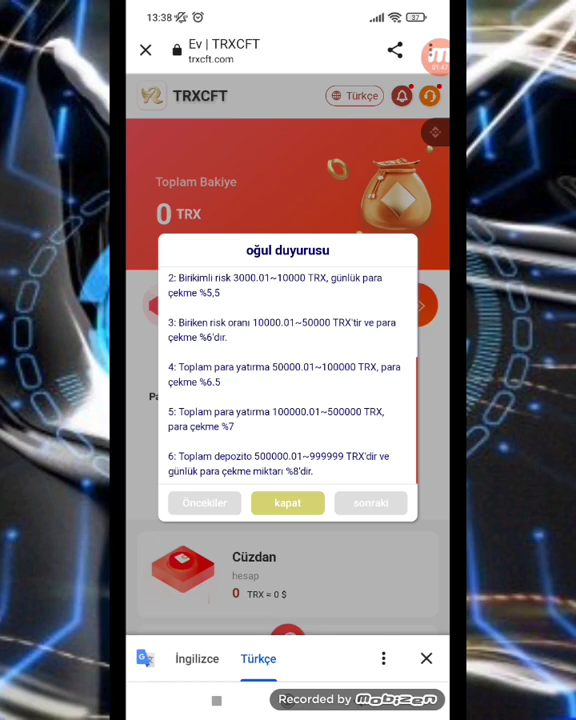 13:38
37
Ev | TRXCFT
trxcft.com
01:47
TRXCFT
Türkçe
Toplam Bakiye
0 TRX
oğul duyurusu
2: Birikimli risk 3000.01~10000 TRX, günlük para
çekme %5,5
3: Biriken risk oranı 10000.01~50000 TRX'tir ve para
çekme %6'dır.
4: Toplam para yatırma 50000.01~100000 TRX, para
çekme %6.5
5: Toplam para yatırma 100000.01~500000 TRX,
para çekme %7
6: Toplam depozito 500000.01~999999 TRX'dir ve
günlük para çekme miktarı %8'dir.
Öncekiler
kapat
sonraki
Pa
Cüzdan
hesap
0 TRX ≈ 0 $
İngilizce
Türkçe
Recorded by Mobizen